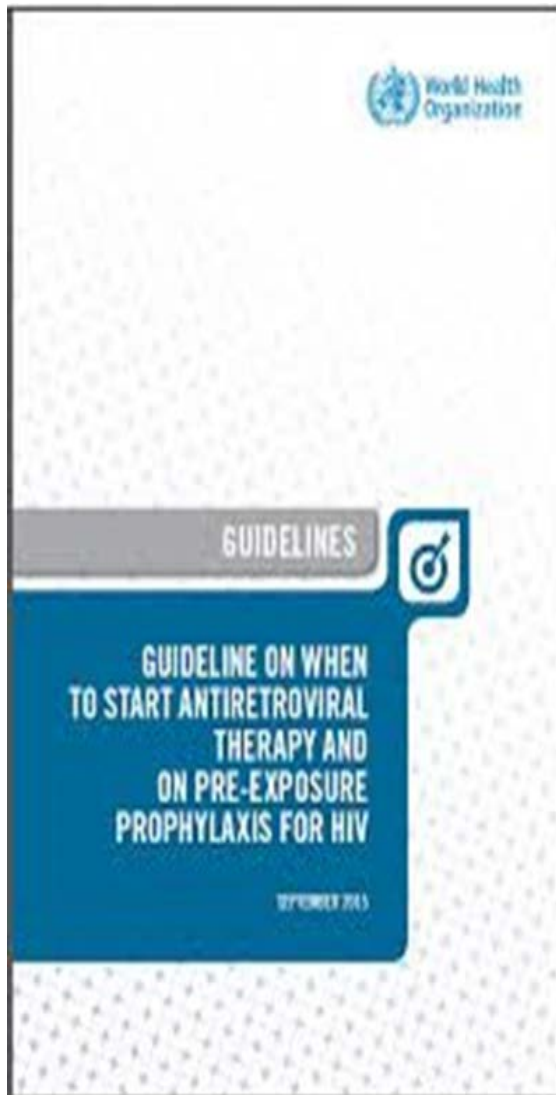 World Health
Organization
GUIDELINES
GUIDELINE ON WHEN
TO START ANTIRETROVIRAL
THERAPY AND
ON PRE-EXPOSURE
PROPHYLAXIS FOR HIV
SEPTEMBER 2015